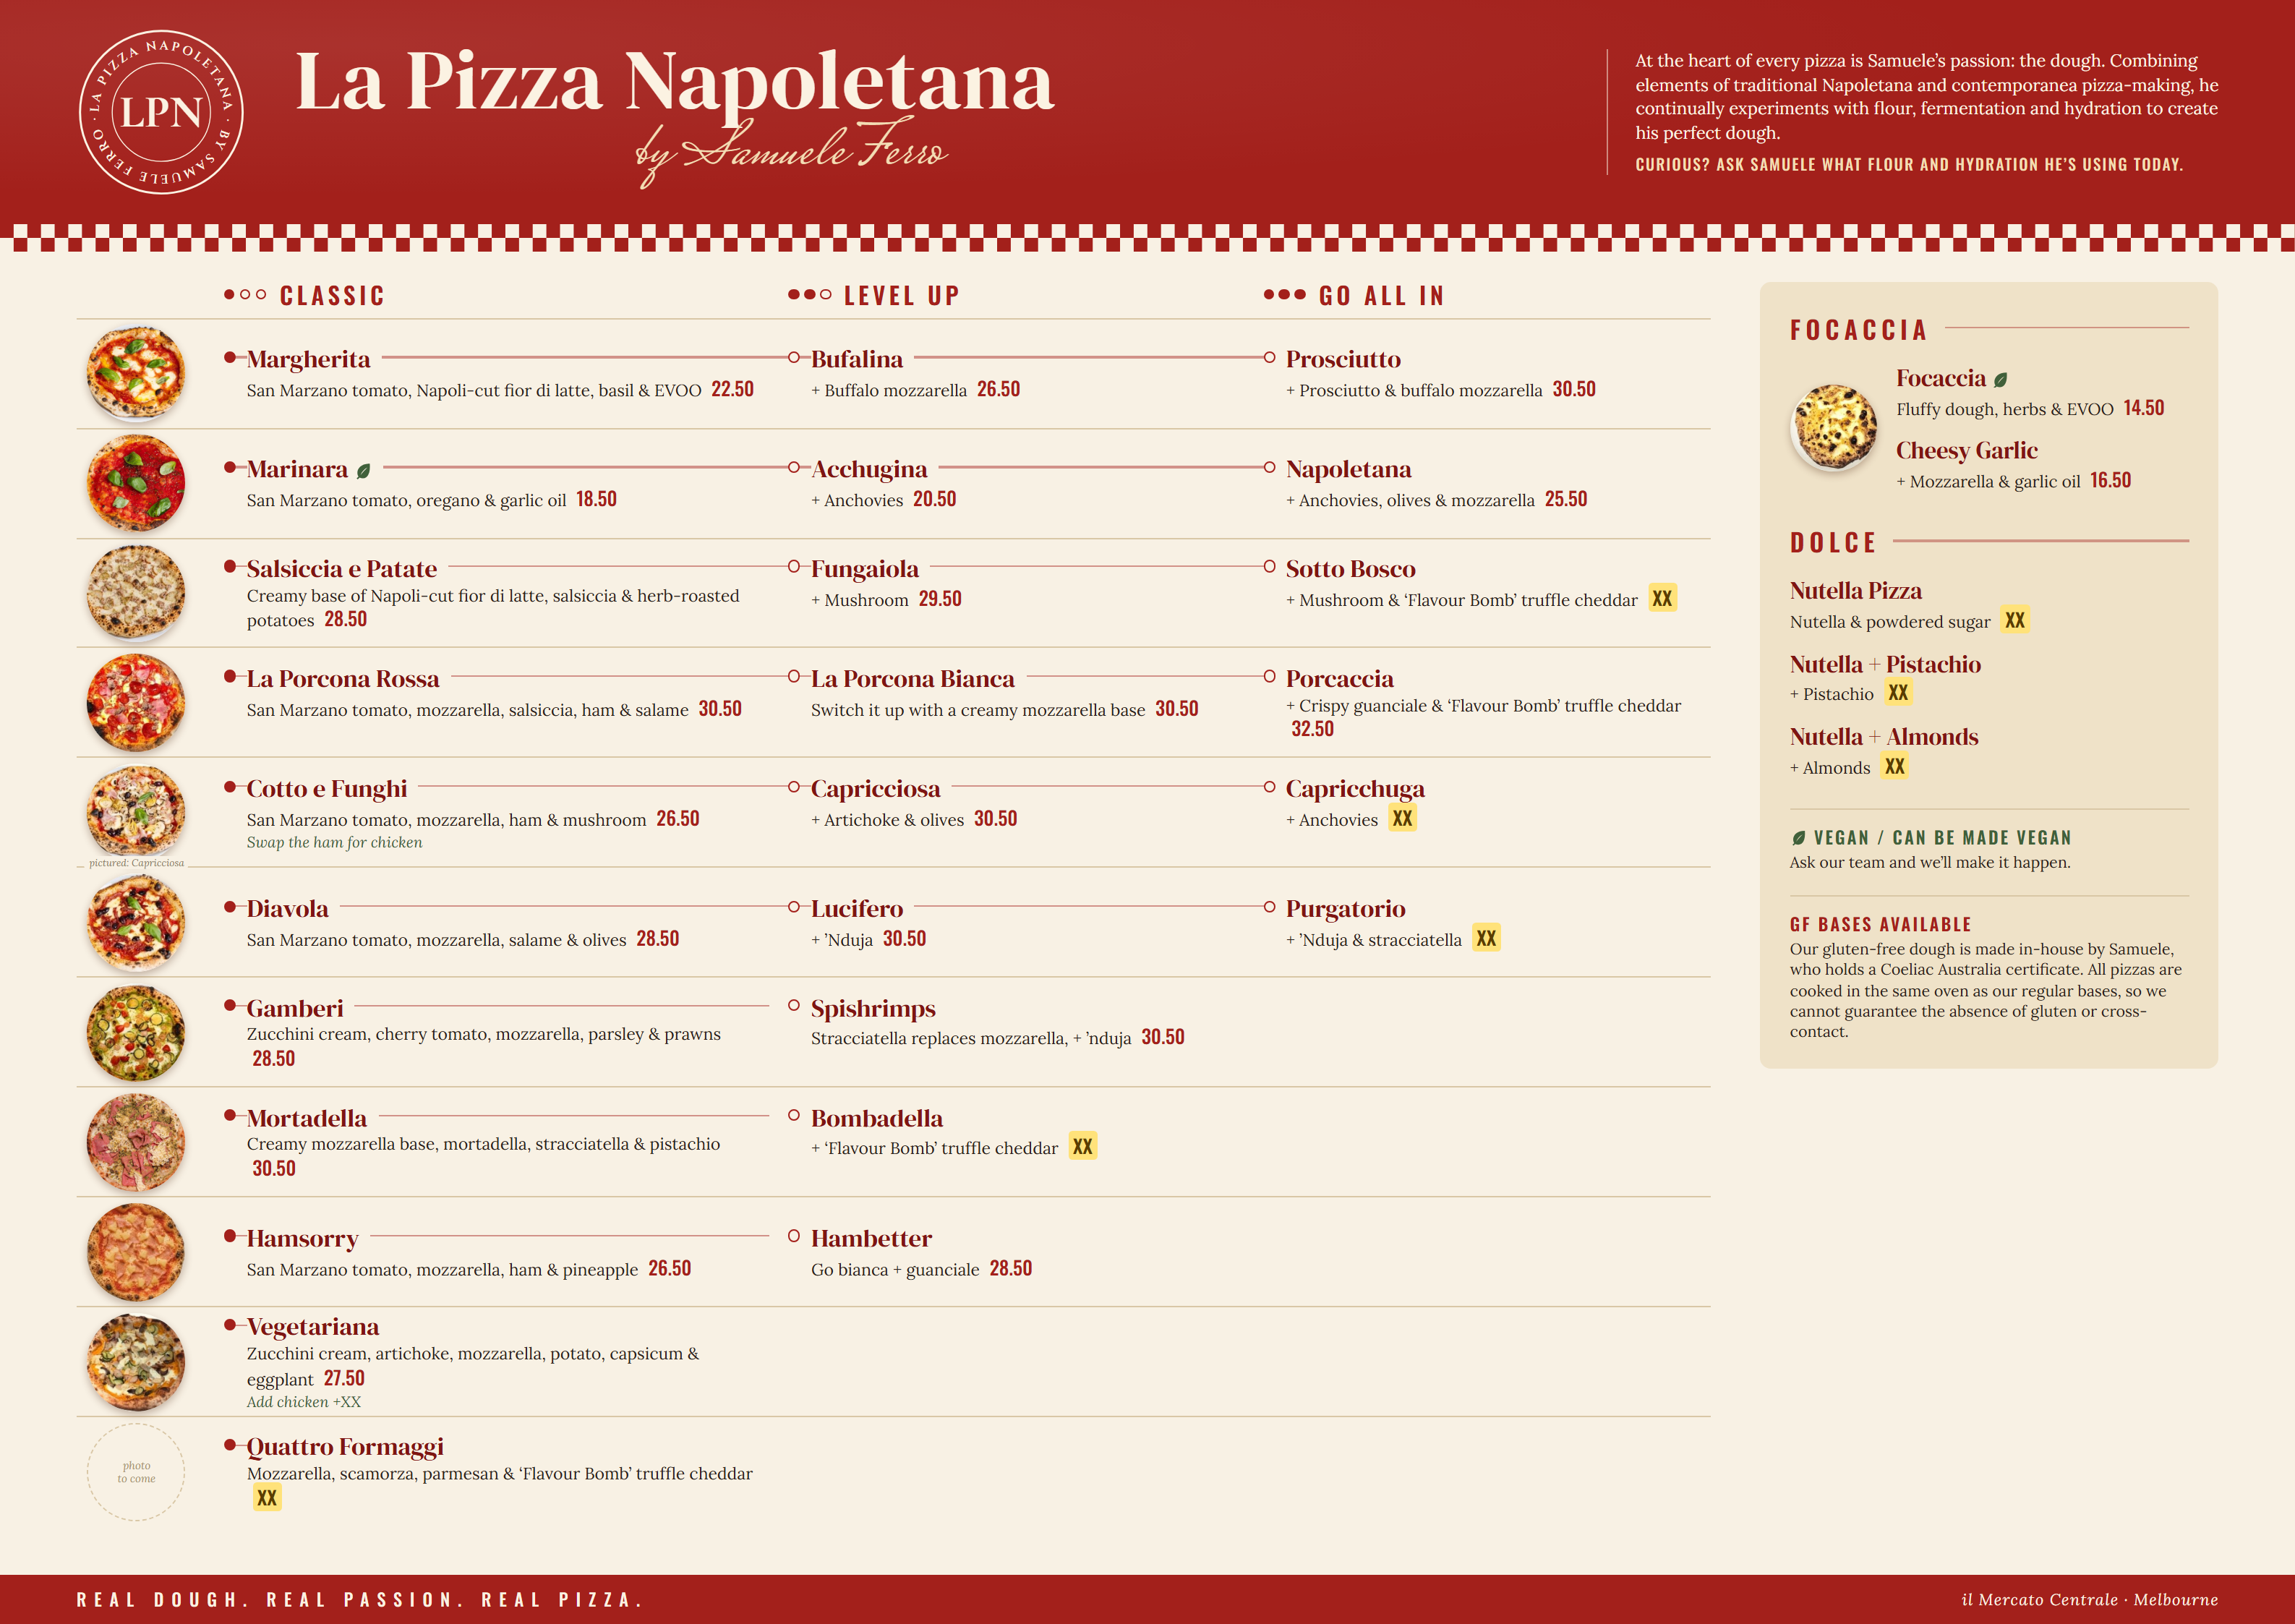 LA PIZZA NAPOLETANA · BY SAMUELE FERRO ·
LPN
La Pizza Napoletana
by Samuele Ferro
At the heart of every pizza is Samuele’s passion: the dough. Combining
elements of traditional Napoletana and contemporanea pizza-making, he
continually experiments with flour, fermentation and hydration to create
his perfect dough.
CURIOUS? ASK SAMUELE WHAT FLOUR AND HYDRATION HE’S USING TODAY.
CLASSIC
LEVEL UP
GO ALL IN
Margherita
San Marzano tomato, Napoli-cut fior di latte, basil & EVOO 22.50
Bufalina
+ Buffalo mozzarella 26.50
Prosciutto
+ Prosciutto & buffalo mozzarella 30.50
Marinara
San Marzano tomato, oregano & garlic oil 18.50
Acchugina
+ Anchovies 20.50
Napoletana
+ Anchovies, olives & mozzarella 25.50
Salsiccia e Patate
Creamy base of Napoli-cut fior di latte, salsiccia & herb-roasted
potatoes 28.50
Fungaiola
+ Mushroom 29.50
Sotto Bosco
+ Mushroom & ‘Flavour Bomb’ truffle cheddar XX
La Porcona Rossa
San Marzano tomato, mozzarella, salsiccia, ham & salame 30.50
La Porcona Bianca
Switch it up with a creamy mozzarella base 30.50
Porcaccia
+ Crispy guanciale & ‘Flavour Bomb’ truffle cheddar
32.50
pictured: Capricciosa
Cotto e Funghi
San Marzano tomato, mozzarella, ham & mushroom 26.50
Swap the ham for chicken
Capricciosa
+ Artichoke & olives 30.50
Capricchuga
+ Anchovies XX
Diavola
San Marzano tomato, mozzarella, salame & olives 28.50
Lucifero
+ ’Nduja 30.50
Purgatorio
+ ’Nduja & stracciatella XX
Gamberi
Zucchini cream, cherry tomato, mozzarella, parsley & prawns
28.50
Spishrimps
Stracciatella replaces mozzarella, + ’nduja 30.50
Mortadella
Creamy mozzarella base, mortadella, stracciatella & pistachio
30.50
Bombadella
+ ‘Flavour Bomb’ truffle cheddar XX
Hamsorry
San Marzano tomato, mozzarella, ham & pineapple 26.50
Hambetter
Go bianca + guanciale 28.50
Vegetariana
Zucchini cream, artichoke, mozzarella, potato, capsicum &
eggplant 27.50
Add chicken +XX
photo
to come
Quattro Formaggi
Mozzarella, scamorza, parmesan & ‘Flavour Bomb’ truffle cheddar
XX
FOCACCIA
Focaccia
Fluffy dough, herbs & EVOO 14.50
Cheesy Garlic
+ Mozzarella & garlic oil 16.50
DOLCE
Nutella Pizza
Nutella & powdered sugar XX
Nutella + Pistachio
+ Pistachio XX
Nutella + Almonds
+ Almonds XX
VEGAN / CAN BE MADE VEGAN
Ask our team and we’ll make it happen.
GF BASES AVAILABLE
Our gluten-free dough is made in-house by Samuele,
who holds a Coeliac Australia certificate. All pizzas are
cooked in the same oven as our regular bases, so we
cannot guarantee the absence of gluten or cross-
contact.
REAL DOUGH. REAL PASSION. REAL PIZZA.
il Mercato Centrale · Melbourne